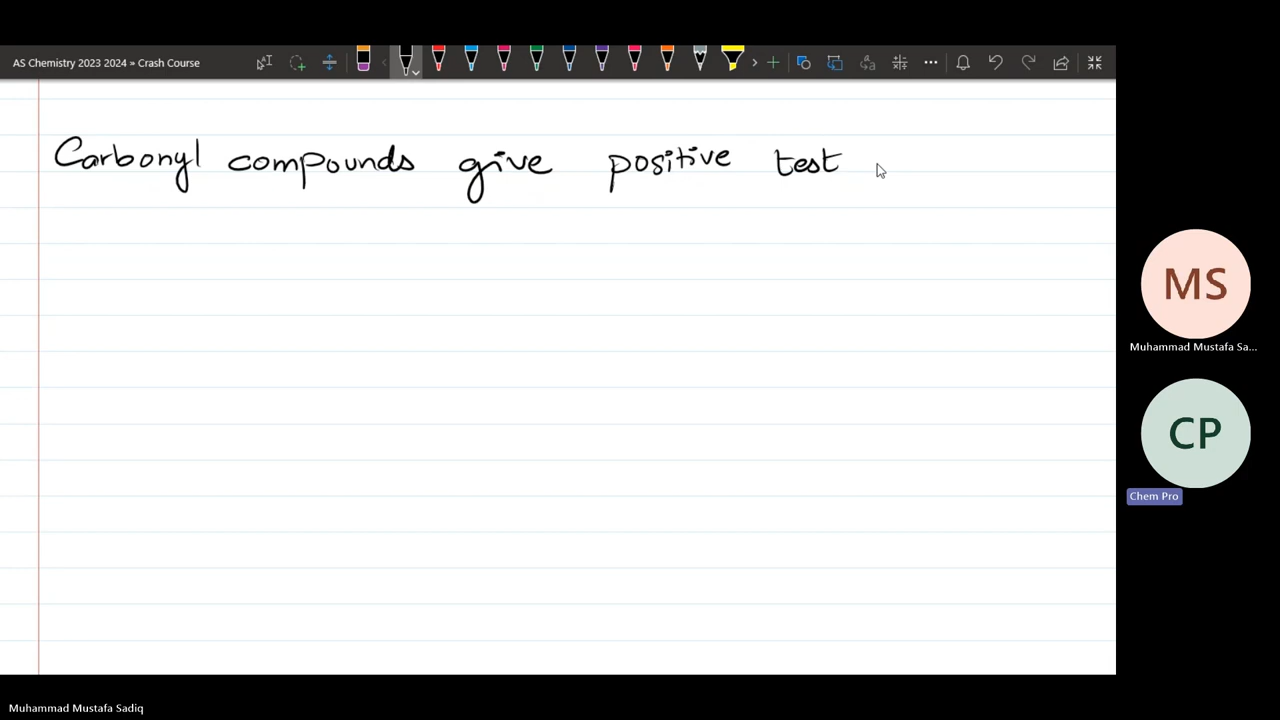 AS Chemistry 2023 2024 » Crash Course
Carbonyl compounds give positive test
MS
Muhammad Mustafa Sa...
CP
Chem Pro
Muhammad Mustafa Sadiq